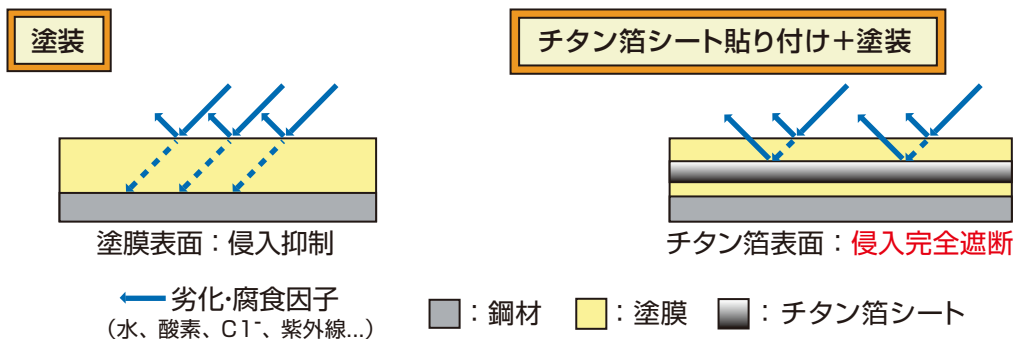 塗装
チタン箔シート貼り付け+塗装
塗膜表面：侵入抑制
チタン箔表面：侵入完全遮断
劣化･腐食因子
（水、酸素、C1⁻、紫外線...）
：鋼材
：塗膜
：チタン箔シート